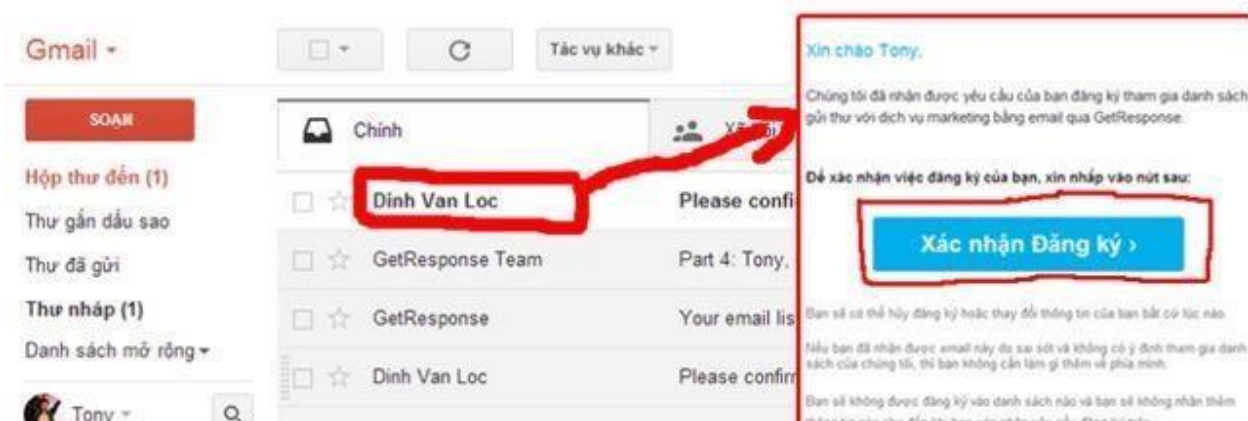 Gmail
Tác vụ khác
SOẠN
Chính
Hộp thư đến (1)
Thư gắn dấu sao
Thư đã gửi
Thư nháp (1)
Danh sách mở rộng
Tony
Dinh Van Loc
Please confi
GetResponse Team
Part 4: Tony,
GetResponse
Your email lis
Dinh Van Loc
Please confirm
Xin chào Tony,
Chúng tôi đã nhận được yêu cầu của bạn đăng ký tham gia danh sách
gửi thư với dịch vụ marketing bằng email qua GetResponse.
Để xác nhận việc đăng ký của bạn, xin nhấp vào nút sau:
Xác nhận Đăng ký ›
Bạn sẽ có thể hủy đăng ký hoặc thay đổi thông tin của bạn bất cứ lúc nào.
Nếu bạn đã nhận được email này do sai sót và không có ý định tham gia danh
sách của chúng tôi, thì bạn không cần làm gì thêm về phía mình.
Bạn sẽ không được đăng ký vào danh sách nào và bạn sẽ không nhận thêm